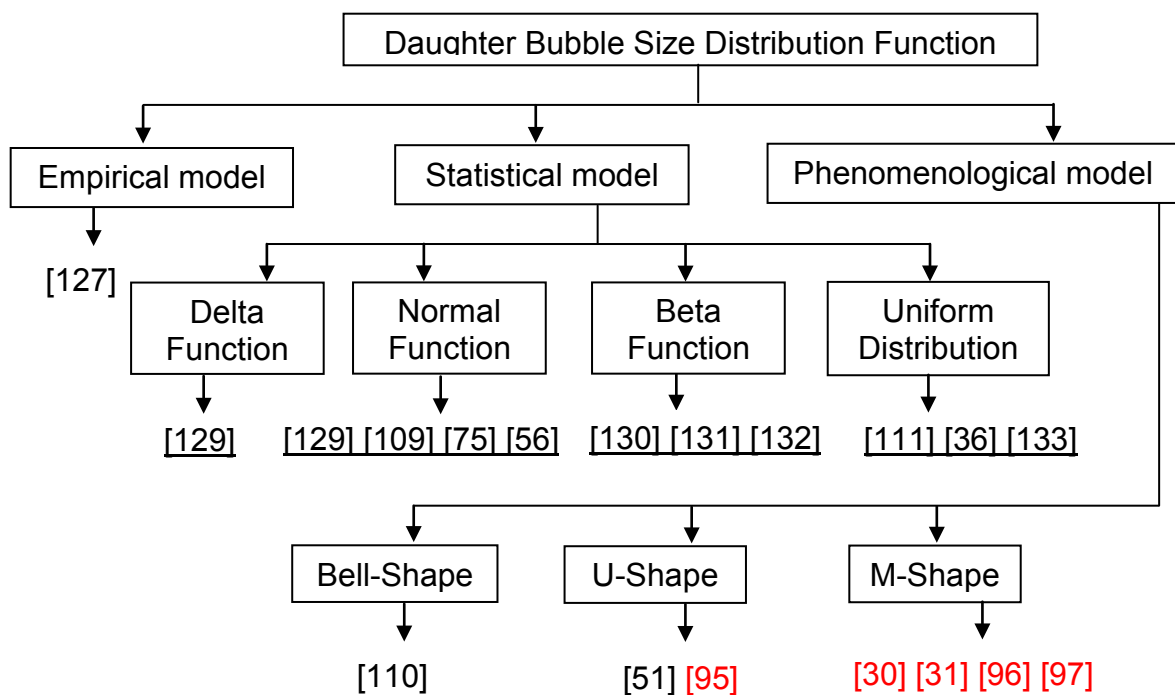 Daughter Bubble Size Distribution Function
Empirical model
Statistical model
Phenomenological model
[127]
Delta
Function
Normal
Function
Beta
Function
Uniform
Distribution
[129]
[129] [109] [75] [56]
[130] [131] [132]
[111] [36] [133]
Bell-Shape
U-Shape
M-Shape
[110]
[51] [95]
[30] [31] [96] [97]